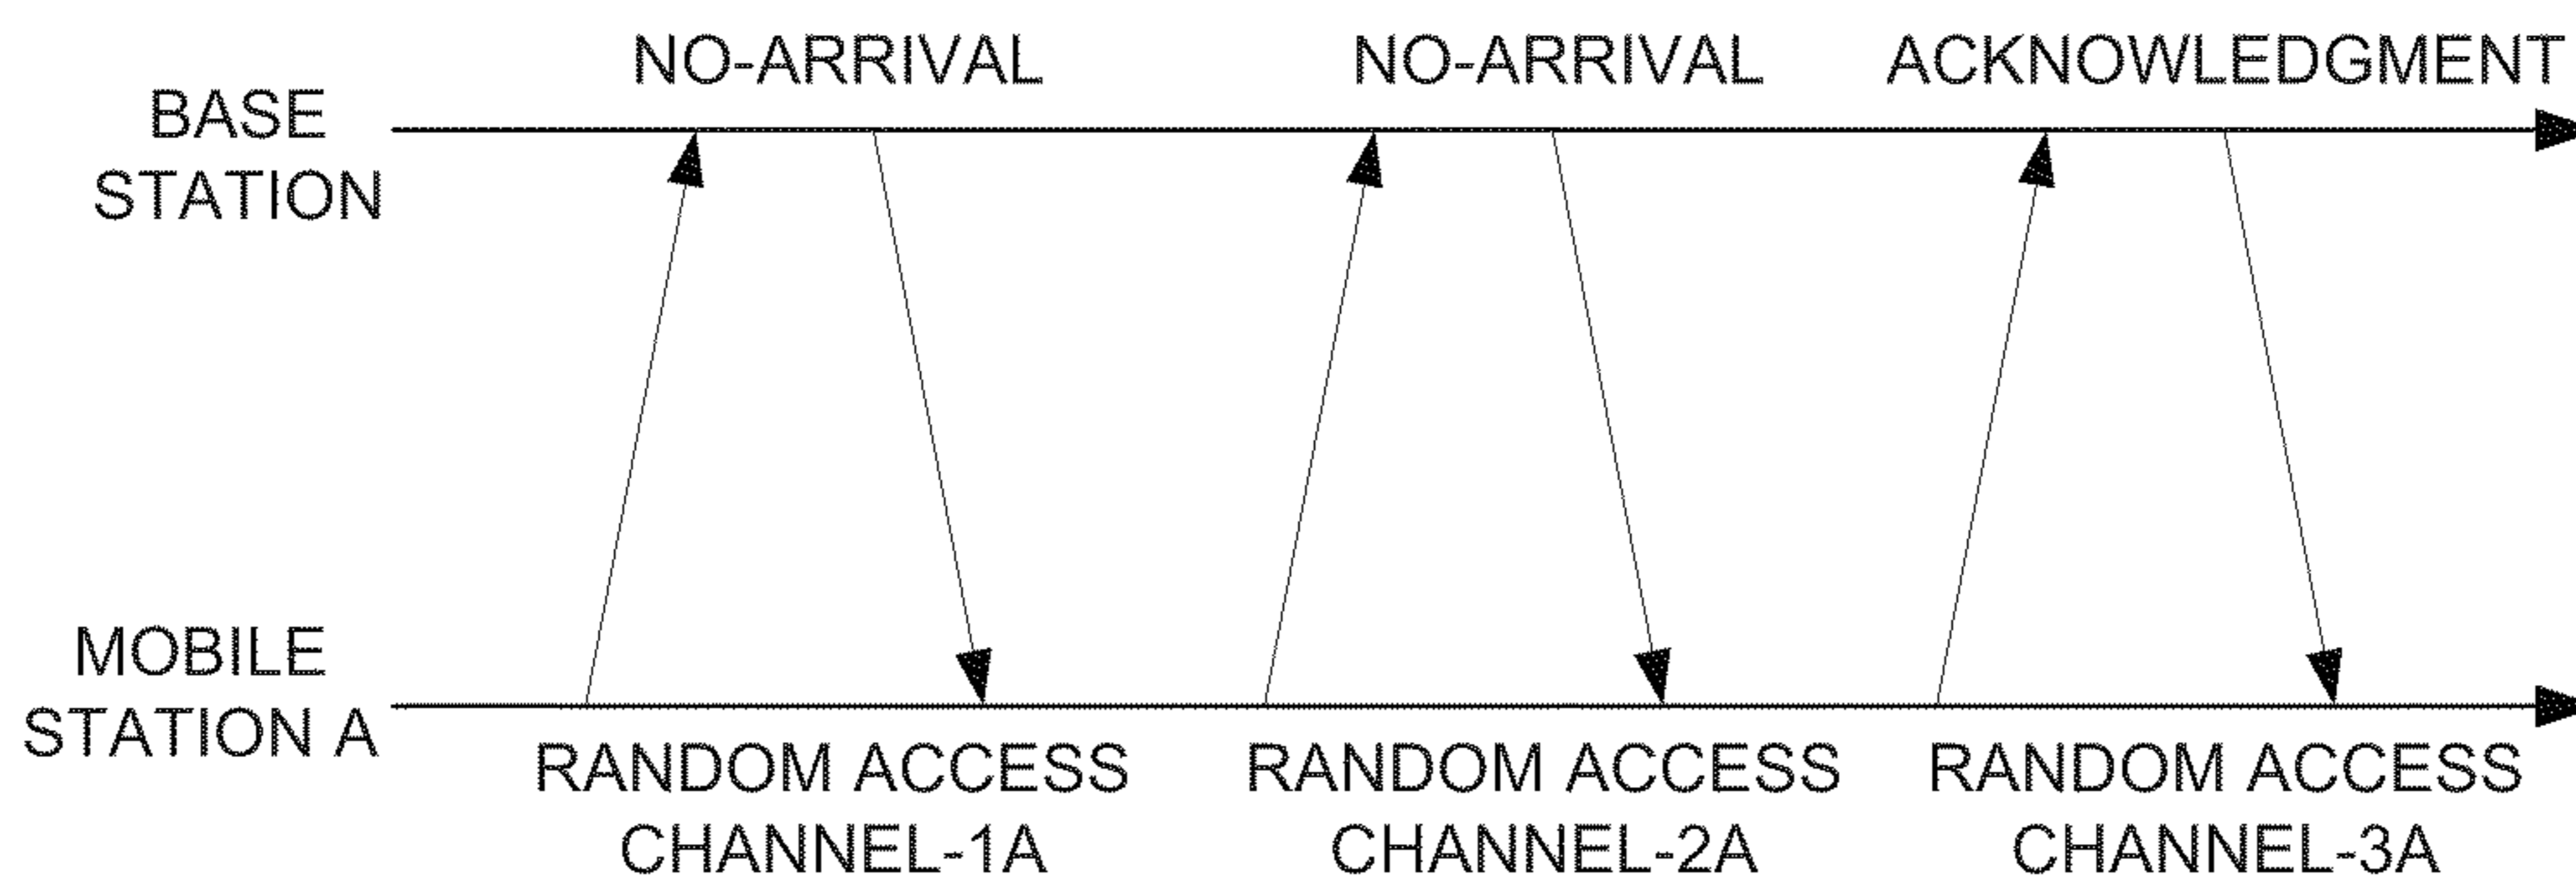 NO-ARRIVAL NO-ARRIVAL ACKNOWLEDGMENT
BASE
STATION
MOBILE
STATION A
RANDOM ACCESS RANDOM ACCESS RANDOM ACCESS
CHANNEL-1A CHANNEL-2A CHANNEL-3A